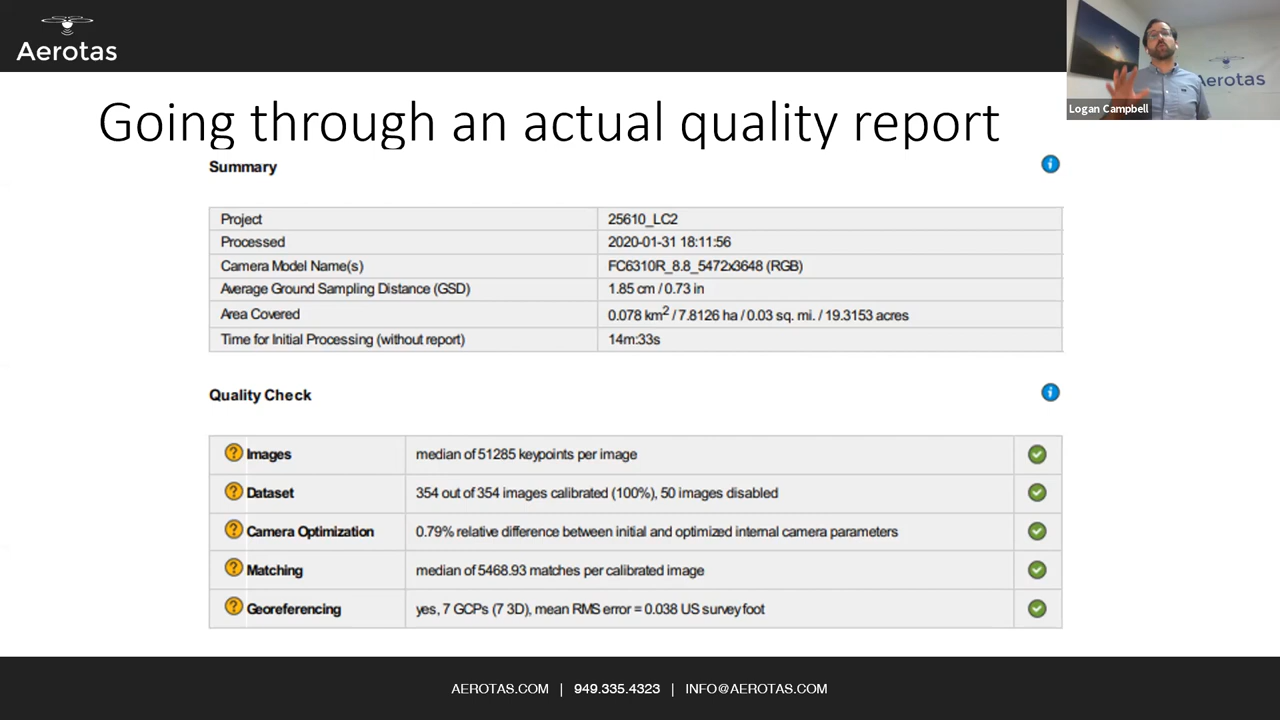 Aerotas
Aerotas
Logan Campbell
Going through an actual quality report
Summary
Project 25610_LC2
Processed 2020-01-31 18:11:56
Camera Model Name(s) FC6310R_8.8_5472x3648 (RGB)
Average Ground Sampling Distance (GSD) 1.85 cm / 0.73 in
Area Covered 0.078 km2 / 7.8126 ha / 0.03 sq. mi. / 19.3153 acres
Time for Initial Processing (without report) 14m:33s
Quality Check
Images median of 51285 keypoints per image
Dataset 354 out of 354 images calibrated (100%), 50 images disabled
Camera Optimization 0.79% relative difference between initial and optimized internal camera parameters
Matching median of 5468.93 matches per calibrated image
Georeferencing yes, 7 GCPs (7 3D), mean RMS error = 0.038 US survey foot
AEROTAS.COM | 949.335.4323 | INFO@AEROTAS.COM